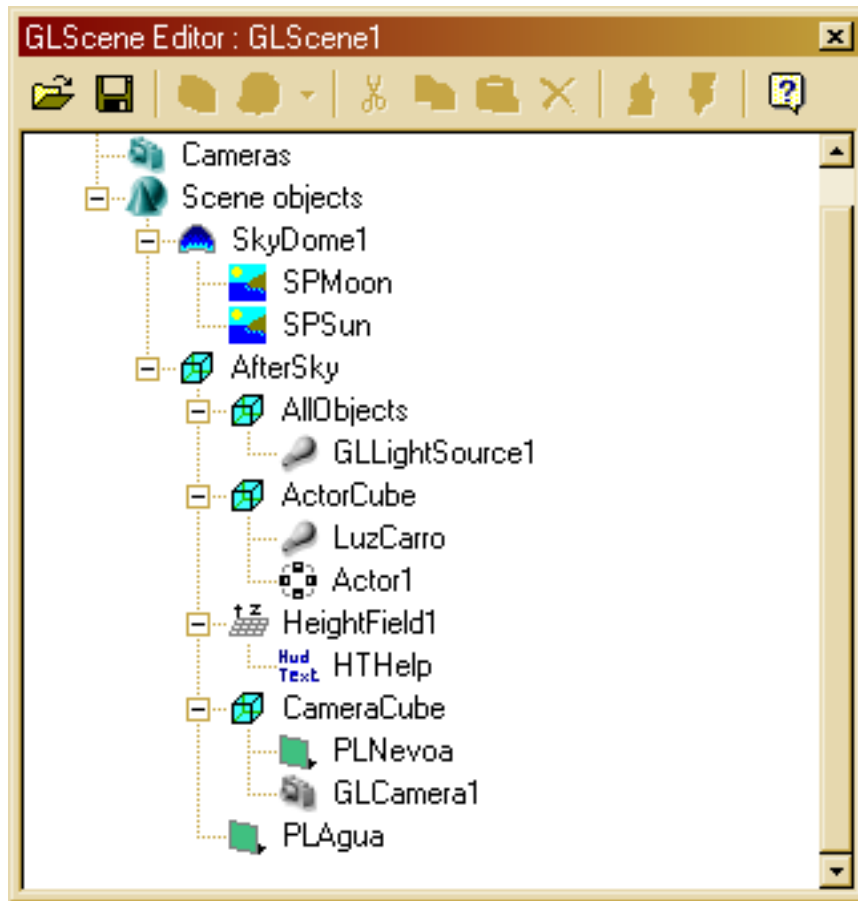 GLScene Editor : GLScene1
Cameras
Scene objects
SkyDome1
SPMoon
SPSun
AfterSky
AllObjects
GLLightSource1
ActorCube
LuzCarro
Actor1
HeightField1
Hud Text HTHelp
CameraCube
PLNevoa
GLCamera1
PLAgua